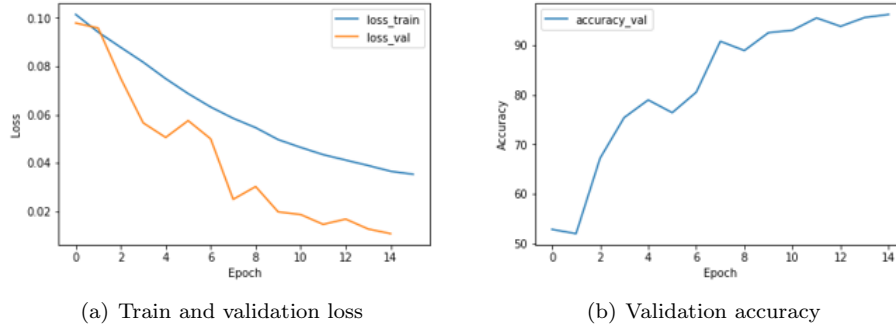 0.10
0.08
0.06
0.04
0.02
Loss
loss_train
loss_val
0 2 4 6 8 10 12 14
Epoch
(a) Train and validation loss
90
80
70
60
50
Accuracy
accuracy_val
0 2 4 6 8 10 12 14
Epoch
(b) Validation accuracy